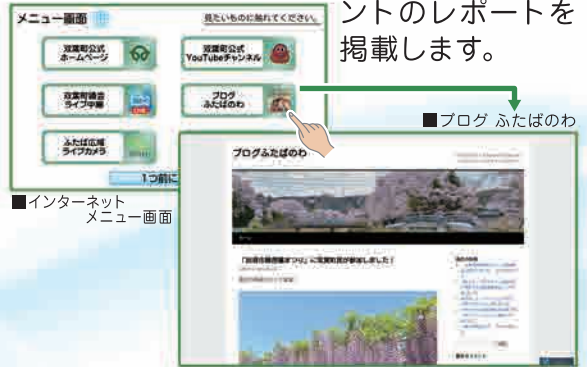 ントのレポートを
掲載します。
メニュー画面
見たいものに触れてください。
双葉町公式
ホームページ
双葉町公式
YouTubeチャンネル
双葉町議会
ライブ中継
LIVE
ブログ
ふたばのわ
ふたば広場
ライブカメラ
1つ前に
■インターネット
メニュー画面
■ブログ ふたばのわ
ブログふたばのわ
ホーム